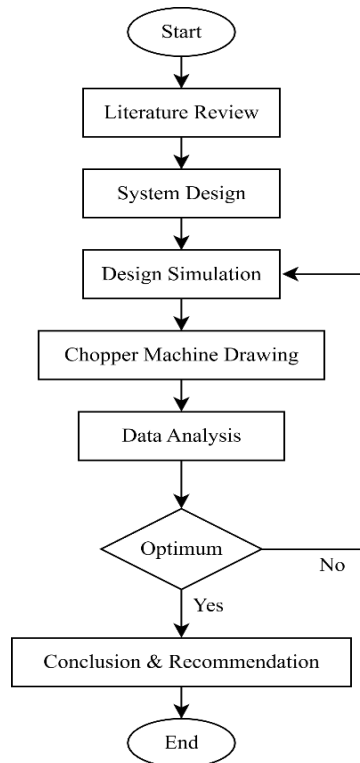 Start
Literature Review
System Design
Design Simulation
Chopper Machine Drawing
Data Analysis
Optimum
No
Yes
Conclusion & Recommendation
End